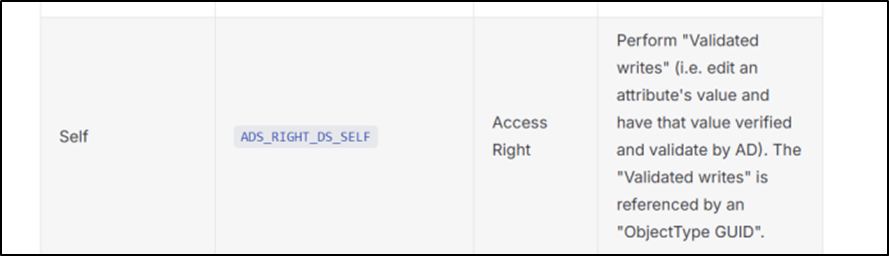 Self
ADS_RIGHT_DS_SELF
Access
Right
Perform "Validated
writes" (i.e. edit an
attribute's value and
have that value verified
and validate by AD). The
"Validated writes" is
referenced by an
"ObjectType GUID".